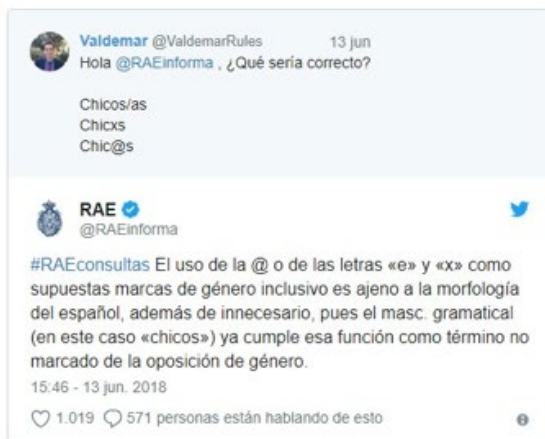 Valdemar @ValdemarRules 13 jun
Hola @RAEinforma , ¿Qué sería correcto?
Chicos/as
Chicxs
Chic@s
RAE
@RAEinforma
#RAEconsultas El uso de la @ o de las letras «e» y «x» como
supuestas marcas de género inclusivo es ajeno a la morfología
del español, además de innecesario, pues el masc. gramatical
(en este caso «chicos») ya cumple esa función como término no
marcado de la oposición de género.
15:46 - 13 jun. 2018
1.019 571 personas están hablando de esto